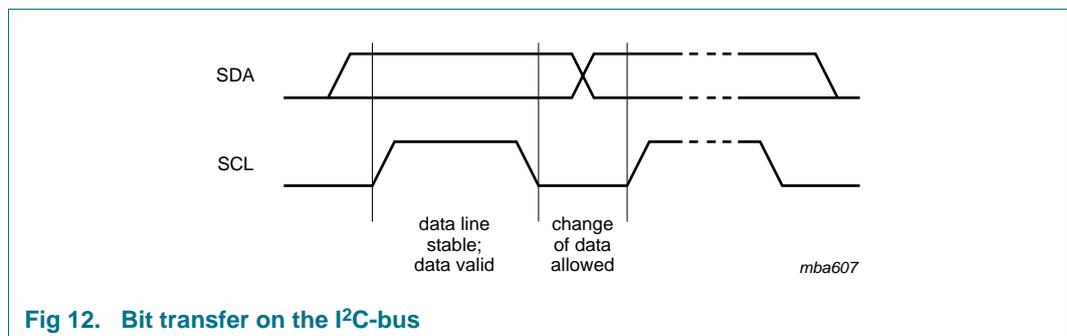 SDA
SCL
data line
stable;
data valid
change
of data
allowed
mba607
Fig 12. Bit transfer on the I²C-bus